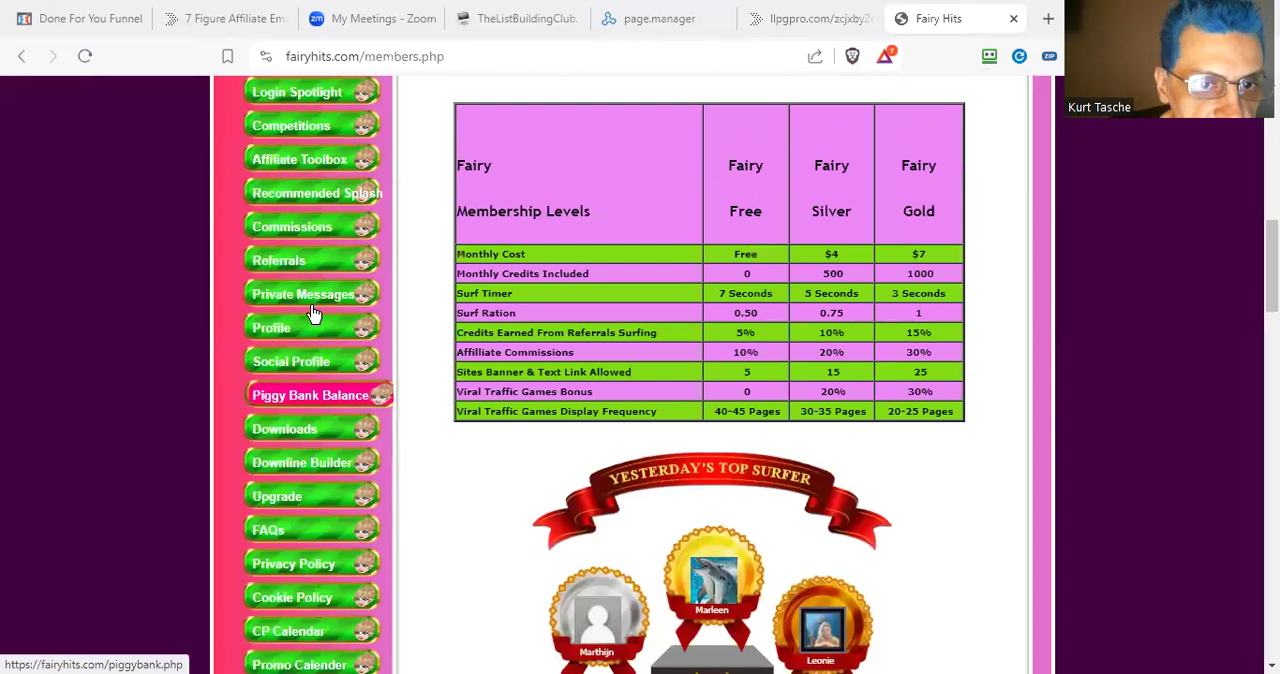 Done For You Funnel
7 Figure Affiliate Em
My Meetings - Zoom
TheListBuildingClub.
page.manager
llpgpro.com/zcjxby2
Fairy Hits
fairyhits.com/members.php
7
ZIP
Kurt Tasche
Login Spotlight
Competitions
Affiliate Toolbox
Recommended Splash
Commissions
Referrals
Private Messages
Profile
Social Profile
Piggy Bank Balance
Downloads
Downline Builder
Upgrade
FAQs
Privacy Policy
Cookie Policy
CP Calendar
Promo Calender
Fairy Fairy Fairy Fairy
Membership Levels Free Silver Gold
Monthly Cost Free $4 $7
Monthly Credits Included 0 500 1000
Surf Timer 7 Seconds 5 Seconds 3 Seconds
Surf Ration 0.50 0.75 1
Credits Earned From Referrals Surfing 5% 10% 15%
Affilliate Commissions 10% 20% 30%
Sites Banner & Text Link Allowed 5 15 25
Viral Traffic Games Bonus 0 20% 30%
Viral Traffic Games Display Frequency 40-45 Pages 30-35 Pages 20-25 Pages
YESTERDAY'S TOP SURFER
Marleen
Marthijn
Leonie
https://fairyhits.com/piggybank.php